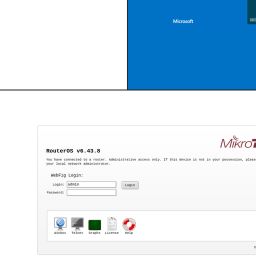 Microsoft
MikroT
RouterOS v6.43.8
You have connected to a router. Administrative access only. If this device is not in your possession, please
your local network administrator.
WebFig Login:
Login: admin Login
Password:
Winbox Telnet Graphs License Help